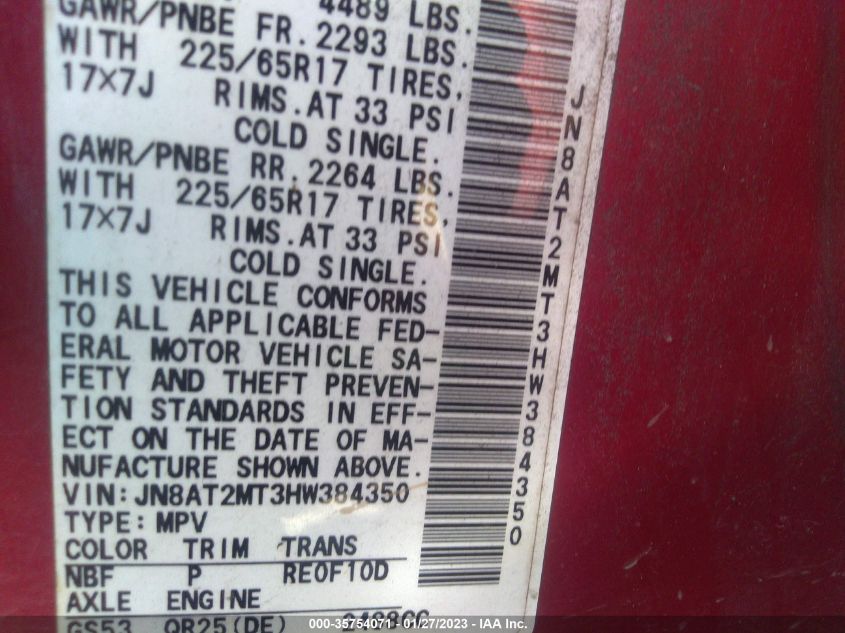 4489 LBS.
GAWR/PNBE FR. 2293 LBS.
WITH 225/65R17 TIRES,
17X7J RIMS. AT 33 PSI
COLD SINGLE.
GAWR/PNBE RR. 2264 LBS.
WITH 225/65R17 TIRES,
17X7J RIMS. AT 33 PSI
COLD SINGLE.
THIS VEHICLE CONFORMS
TO ALL APPLICABLE FED-
ERAL MOTOR VEHICLE SA-
FETY AND THEFT PREVEN-
TION STANDARDS IN EFF-
ECT ON THE DATE OF MA-
NUFACTURE SHOWN ABOVE.
VIN: JN8AT2MT3HW384350
TYPE: MPV
COLOR TRIM TRANS
NBF P RE0F10D
AXLE ENGINE
GS53 QR25(DE) 2488CC
JN8AT2MT3HW384350
000-35754071 - 01/27/2023 - IAA Inc.